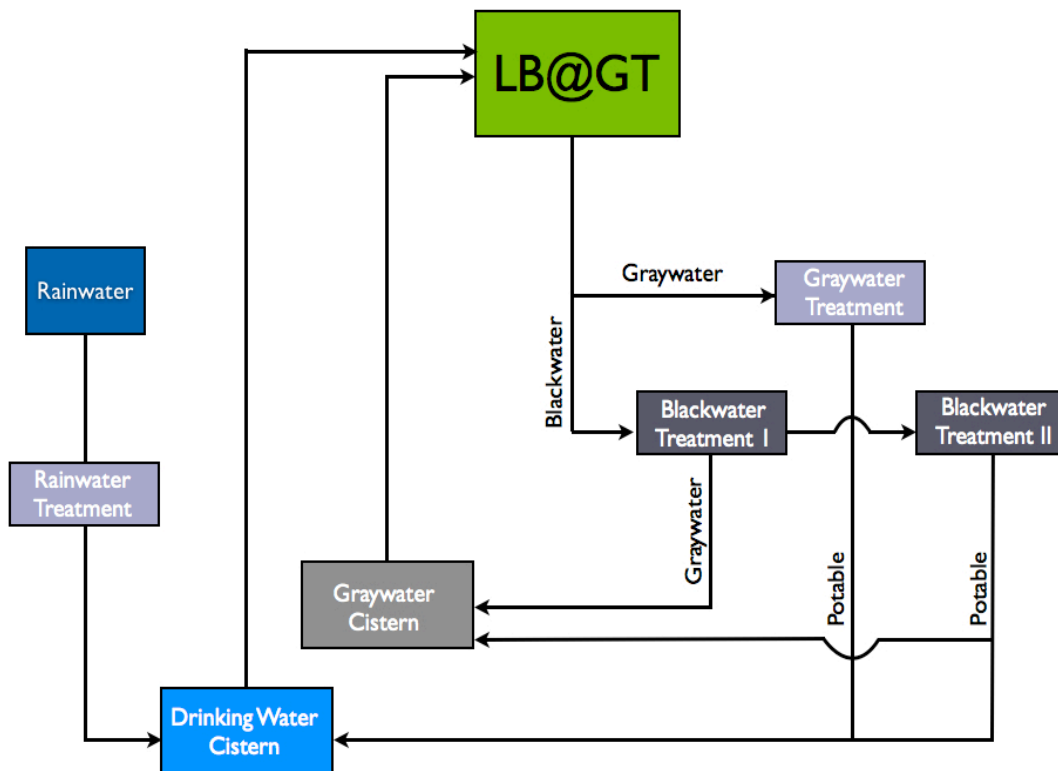 LB@GT
Rainwater
Graywater
Graywater
Treatment
Blackwater
Blackwater
Treatment I
Blackwater
Treatment II
Rainwater
Treatment
Graywater
Potable
Potable
Graywater
Cistern
Drinking Water
Cistern